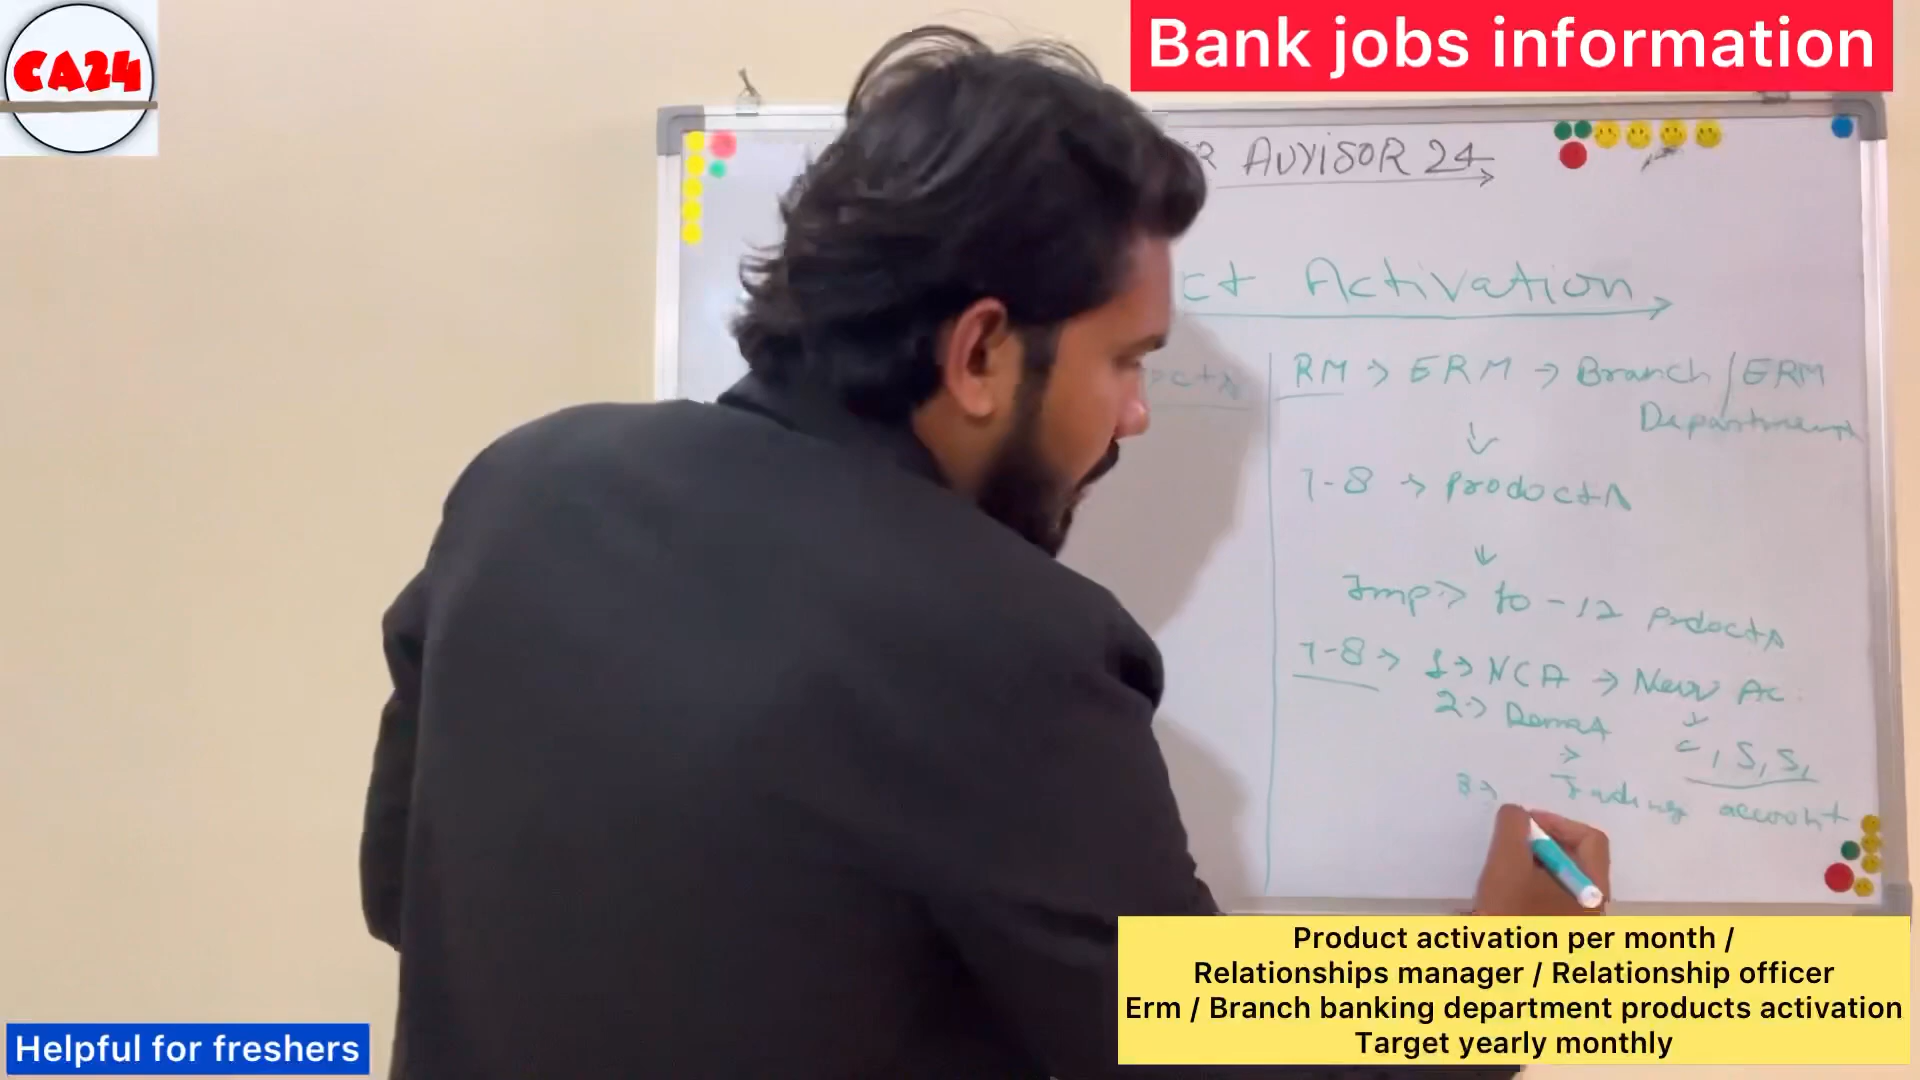 CA24
Bank jobs information
R ADVISOR 24
ct Activation
RM → ERM → Branch / ERM
Department
7-8 → Products
Imp → 10-12 Products
7-8 → 1→ NCA → New Ac.
2→ Demat
C, S, S,
3→ Trading account
Product activation per month /
Relationships manager / Relationship officer
Erm / Branch banking department products activation
Target yearly monthly
Helpful for freshers